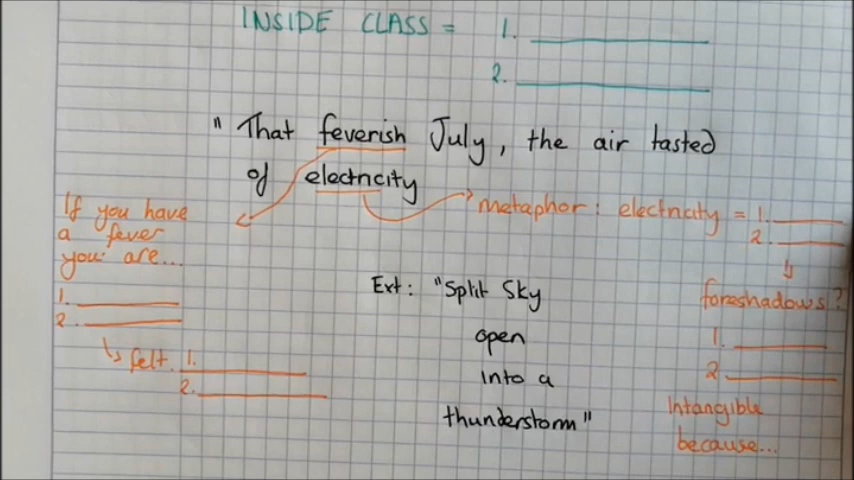 INSIDE CLASS = 1.
2.
" That feverish July, the air tasted
of electricity
metaphor: electricity = 1.
2.
If you have
a fever
you are...
1.
2.
felt 1.
2.
Ext: "Split Sky
open
into a
thunderstorm"
foreshadows?
1.
2
Intangible
because...